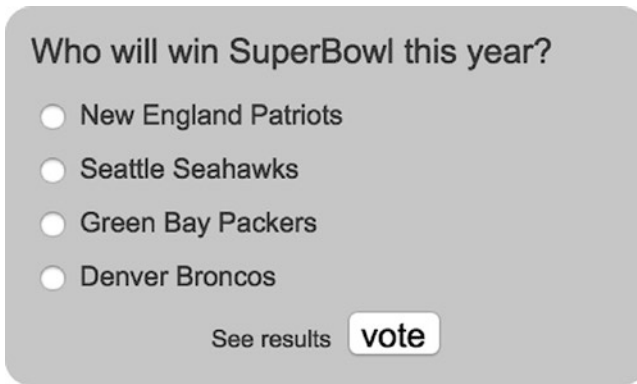 Who will win SuperBowl this year?
New England Patriots
Seattle Seahawks
Green Bay Packers
Denver Broncos
See results vote